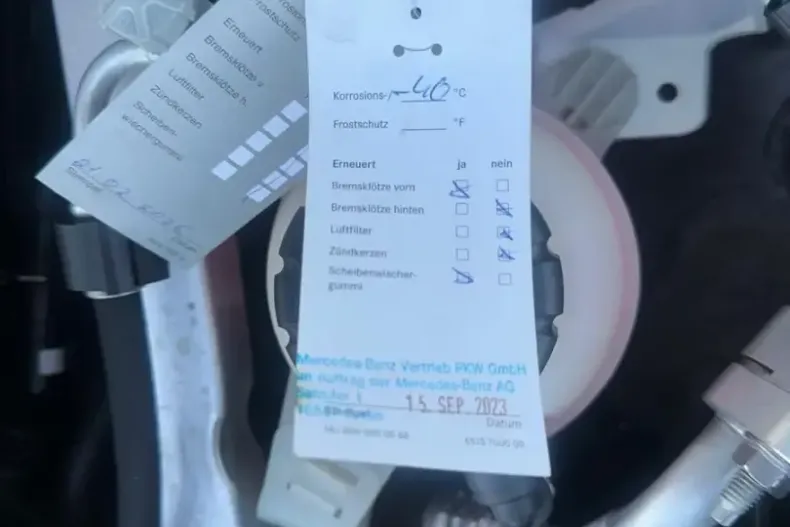 Korrosions-/ -40 °C
Frostschutz °F
Erneuert ja nein
Bremsklötze vorn
Bremsklötze hinten
Luftfilter
Zündkerzen
Scheibenwischer-
gummi
Mercedes-Benz Vertrieb PKW GmbH
im Auftrag der Mercedes-Benz AG
15. SEP. 2023
Datum
Frostschutz
Erneuert
Bremsklötze v
Bremsklötze h.
Luftfilter
Zündkerzen
Scheiben-
wischergummi